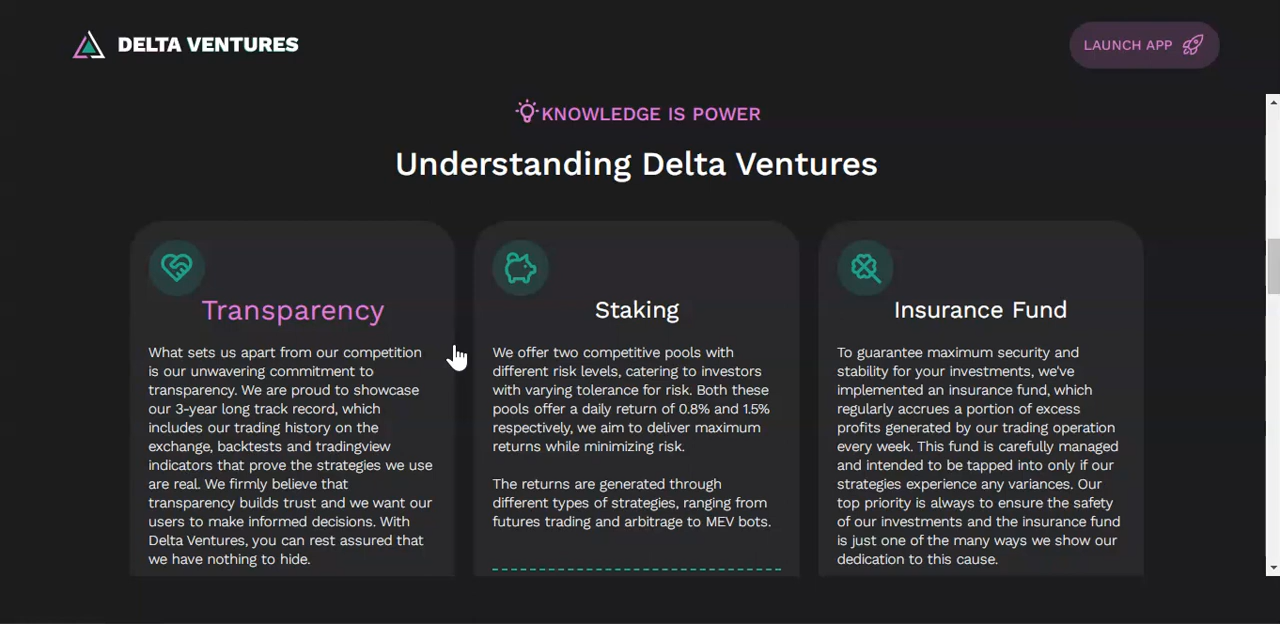 DELTA VENTURES
LAUNCH APP
KNOWLEDGE IS POWER
Understanding Delta Ventures
Transparency
What sets us apart from our competition
is our unwavering commitment to
transparency. We are proud to showcase
our 3-year long track record, which
includes our trading history on the
exchange, backtests and tradingview
indicators that prove the strategies we use
are real. We firmly believe that
transparency builds trust and we want our
users to make informed decisions. With
Delta Ventures, you can rest assured that
we have nothing to hide.
Staking
We offer two competitive pools with
different risk levels, catering to investors
with varying tolerance for risk. Both these
pools offer a daily return of 0.8% and 1.5%
respectively, we aim to deliver maximum
returns while minimizing risk.
The returns are generated through
different types of strategies, ranging from
futures trading and arbitrage to MEV bots.
Insurance Fund
To guarantee maximum security and
stability for your investments, we've
implemented an insurance fund, which
regularly accrues a portion of excess
profits generated by our trading operation
every week. This fund is carefully managed
and intended to be tapped into only if our
strategies experience any variances. Our
top priority is always to ensure the safety
of our investments and the insurance fund
is just one of the many ways we show our
dedication to this cause.